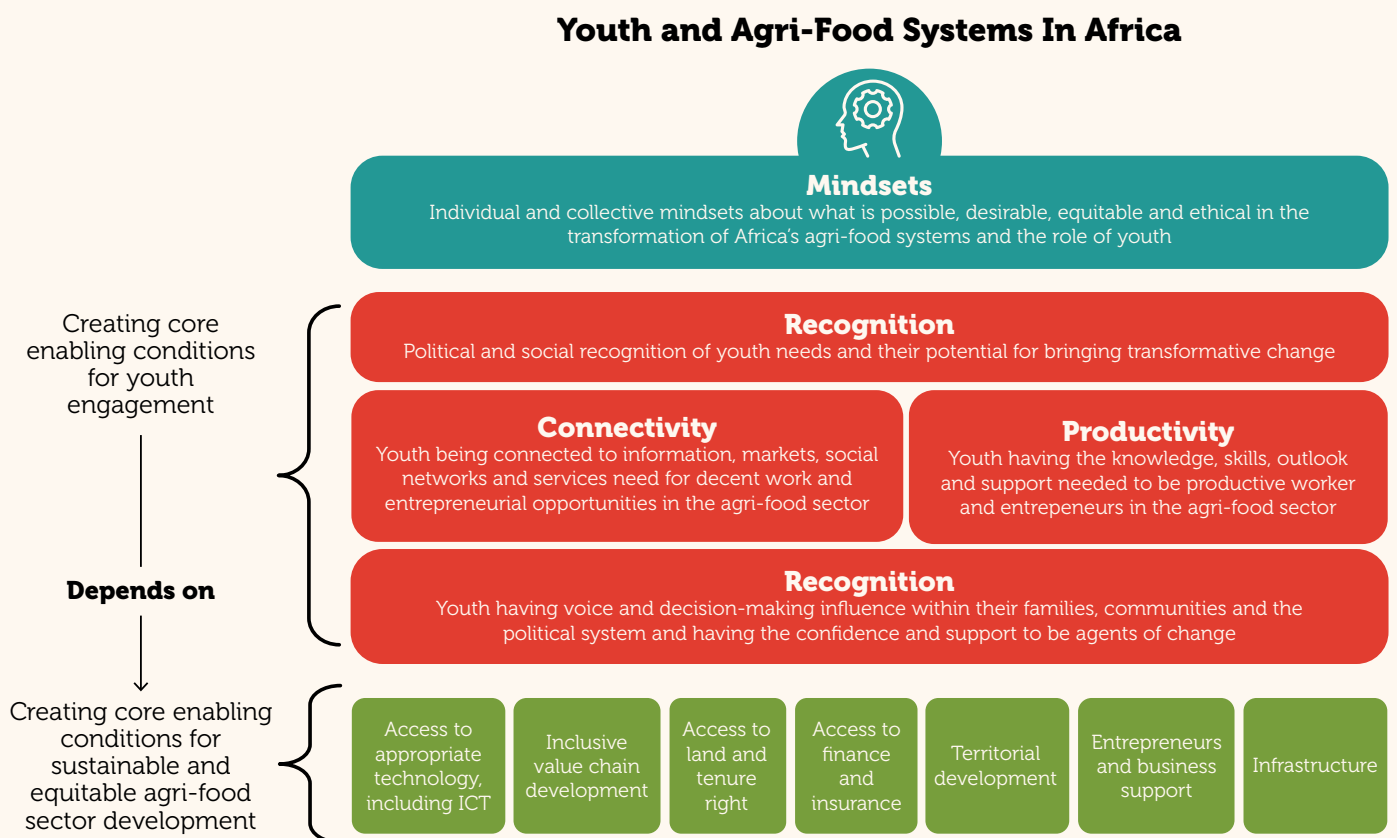 Youth and Agri-Food Systems In Africa
Mindsets
Individual and collective mindsets about what is possible, desirable, equitable and ethical in the
transformation of Africa's agri-food systems and the role of youth
Creating core
enabling conditions
for youth
engagement
Depends on
Creating core enabling
conditions for
sustainable and
equitable agri-food
sector development
Recognition
Political and social recognition of youth needs and their potential for bringing transformative change
Connectivity
Youth being connected to information, markets, social
networks and services need for decent work and
entrepreneurial opportunities in the agri-food sector
Productivity
Youth having the knowledge, skills, outlook
and support needed to be productive worker
and entrepeneurs in the agri-food sector
Recognition
Youth having voice and decision-making influence within their families, communities and the
political system and having the confidence and support to be agents of change
Access to
appropriate
technology,
including ICT
Inclusive
value chain
development
Access to
land and
tenure
right
Access to
finance
and
insurance
Territorial
development
Entrepreneurs
and business
support
Infrastructure